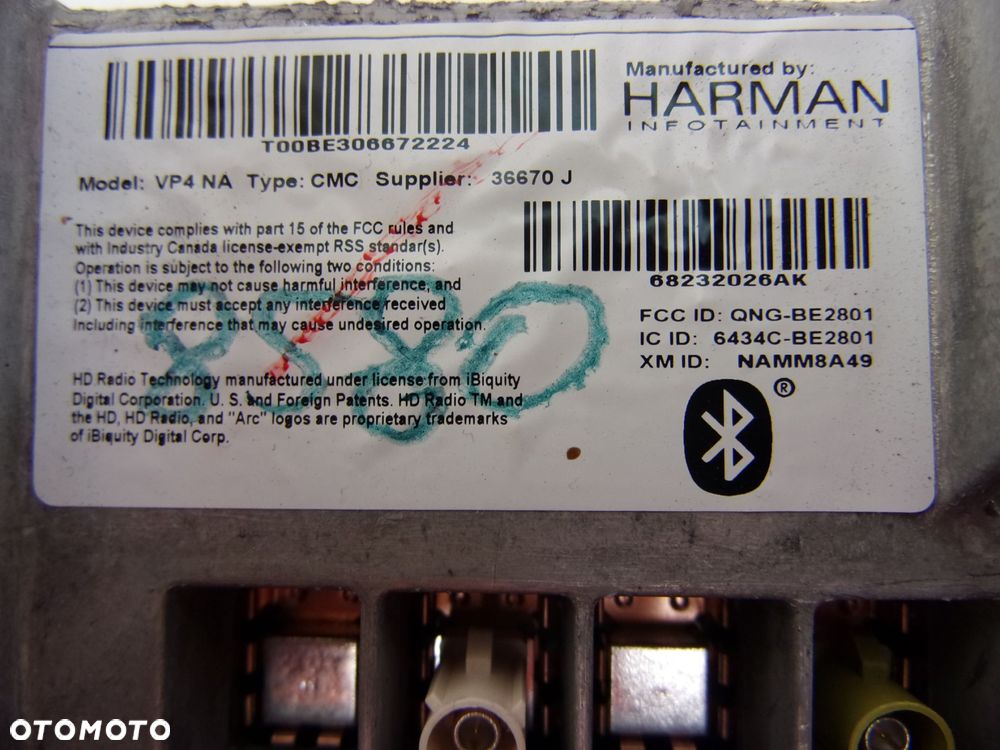 Manufactured by:
HARMAN
INFOTAINMENT
T00BE306672224
Model: VP4 NA Type: CMC Supplier: 36670 J
This device complies with part 15 of the FCC rules and
with Industry Canada license-exempt RSS standar(s).
Operation is subject to the following two conditions:
(1) This device may not cause harmful interference, and
(2) This device must accept any interference received
Including interference that may cause undesired operation.
68232026AK
FCC ID: QNG-BE2801
IC ID: 6434C-BE2801
XM ID: NAMM8A49
®
HD Radio Technology manufactured under license from iBiquity
Digital Corporation. U. S. and Foreign Patents. HD Radio TM and
the HD, HD Radio, and "Arc" logos are proprietary trademarks
of iBiquity Digital Corp.
OTOMOTO